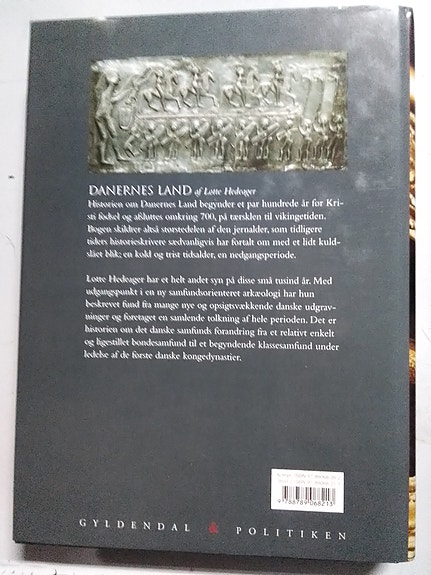 DANERNES LAND af Lotte Hedeager
Historien om Danernes Land begynder et par hundrede år før Kri-
sti fødsel og afsluttes omkring 700, på tærsklen til vikingetiden.
Bogen skildrer altså størstedelen af den jernalder, som tidligere
tiders historieskrivere sædvanligvis har fortalt om med et lidt kuld-
slået blik; en kold og trist tidsalder, en nedgangsperiode.
Lotte Hedeager har et helt andet syn på disse små tusind år. Med
udgangspunkt i en ny samfundsorienteret arkæologi har hun
beskrevet fund fra mange nye og opsigtsvækkende danske udgrav-
ninger og foretaget en samlende tolkning af hele perioden. Det er
historien om det danske samfunds forandring fra et relativt enkelt
og ligestillet bondesamfund til et begyndende klassesamfund under
ledelse af de første danske kongedynastier.
9 788789 068213
GYLDENDAL & POLITIKEN